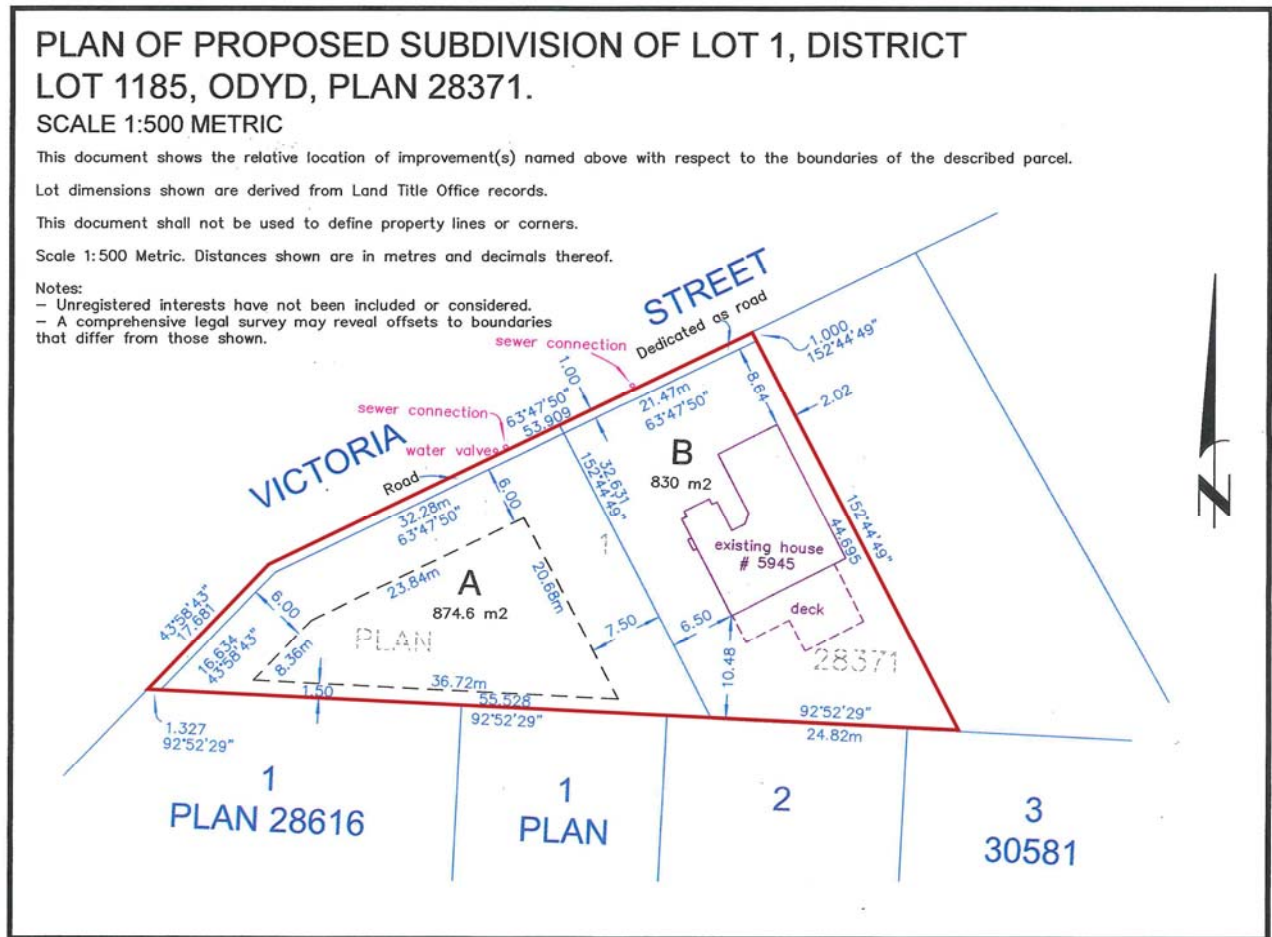 PLAN OF PROPOSED SUBDIVISION OF LOT 1, DISTRICT
LOT 1185, ODYD, PLAN 28371.
SCALE 1:500 METRIC
This document shows the relative location of improvement(s) named above with respect to the boundaries of the described parcel.
Lot dimensions shown are derived from Land Title Office records.
This document shall not be used to define property lines or corners.
Scale 1:500 Metric. Distances shown are in metres and decimals thereof.
Notes:
– Unregistered interests have not been included or considered.
– A comprehensive legal survey may reveal offsets to boundaries
that differ from those shown.
VICTORIA
STREET
Dedicated as road
1.000
152°44'49"
sewer connection
1.00
21.47m
63°47'50"
8.64
2.02
63°47'50"
53.909
sewer connection
water valve
Road
32.28m
63°47'50"
6.00
32.631
152°44'49"
B
830 m2
1
existing house
# 5945
deck
152°44'49"
44.695
23.84m
A
874.6 m2
20.68m
43°58'43"
17.681
16.634
43°58'43"
6.00
8.36m
PLAN
28371
7.50
6.50
10.48
1.50
36.72m
55.528
92°52'29"
92°52'29"
24.82m
1.327
92°52'29"
1
PLAN 28616
1
PLAN
2
3
30581
N